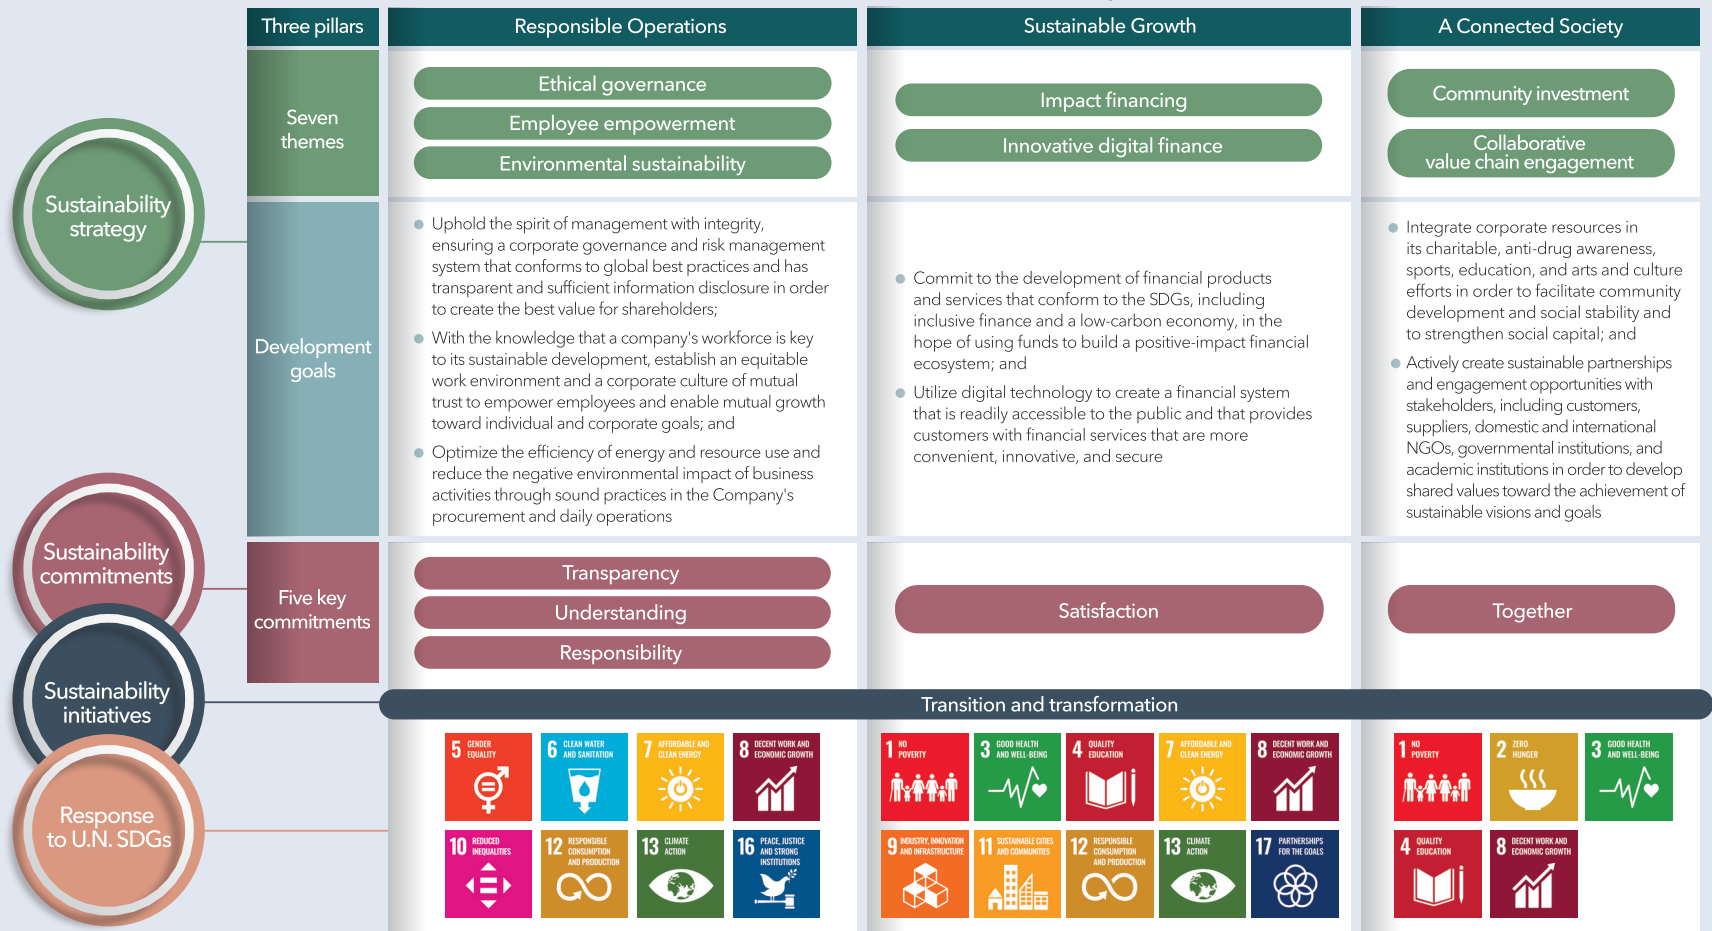 Three pillars
Responsible Operations
Sustainable Growth
A Connected Society
Sustainability
strategy
Seven
themes
Ethical governance
Employee empowerment
Environmental sustainability
Impact financing
Innovative digital finance
Community investment
Collaborative
value chain engagement
Development
goals
Uphold the spirit of management with integrity,
ensuring a corporate governance and risk management
system that conforms to global best practices and has
transparent and sufficient information disclosure in order
to create the best value for shareholders;
With the knowledge that a company's workforce is key
to its sustainable development, establish an equitable
work environment and a corporate culture of mutual
trust to empower employees and enable mutual growth
toward individual and corporate goals; and
Optimize the efficiency of energy and resource use and
reduce the negative environmental impact of business
activities through sound practices in the Company's
procurement and daily operations
Commit to the development of financial products
and services that conform to the SDGs, including
inclusive finance and a low-carbon economy, in the
hope of using funds to build a positive-impact financial
ecosystem; and
Utilize digital technology to create a financial system
that is readily accessible to the public and that provides
customers with financial services that are more
convenient, innovative, and secure
Integrate corporate resources in
its charitable, anti-drug awareness,
sports, education, and arts and culture
efforts in order to facilitate community
development and social stability and
to strengthen social capital; and
Actively create sustainable partnerships
and engagement opportunities with
stakeholders, including customers,
suppliers, domestic and international
NGOs, governmental institutions, and
academic institutions in order to develop
shared values toward the achievement of
sustainable visions and goals
Sustainability
commitments
Five key
commitments
Transparency
Understanding
Responsibility
Satisfaction
Together
Sustainability
initiatives
Transition and transformation
Response
to U.N. SDGs
5 GENDER
EQUALITY
6 CLEAN WATER
AND SANITATION
7 AFFORDABLE AND
CLEAN ENERGY
8 DECENT WORK AND
ECONOMIC GROWTH
10 REDUCED
INEQUALITIES
12 RESPONSIBLE
CONSUMPTION
AND PRODUCTION
13 CLIMATE
ACTION
16 PEACE, JUSTICE
AND STRONG
INSTITUTIONS
1 NO
POVERTY
3 GOOD HEALTH
AND WELL-BEING
4 QUALITY
EDUCATION
7 AFFORDABLE AND
CLEAN ENERGY
8 DECENT WORK AND
ECONOMIC GROWTH
9 INDUSTRY, INNOVATION
AND INFRASTRUCTURE
11 SUSTAINABLE CITIES
AND COMMUNITIES
12 RESPONSIBLE
CONSUMPTION
AND PRODUCTION
13 CLIMATE
ACTION
17 PARTNERSHIPS
FOR THE GOALS
1 NO
POVERTY
2 ZERO
HUNGER
3 GOOD HEALTH
AND WELL-BEING
4 QUALITY
EDUCATION
8 DECENT WORK AND
ECONOMIC GROWTH